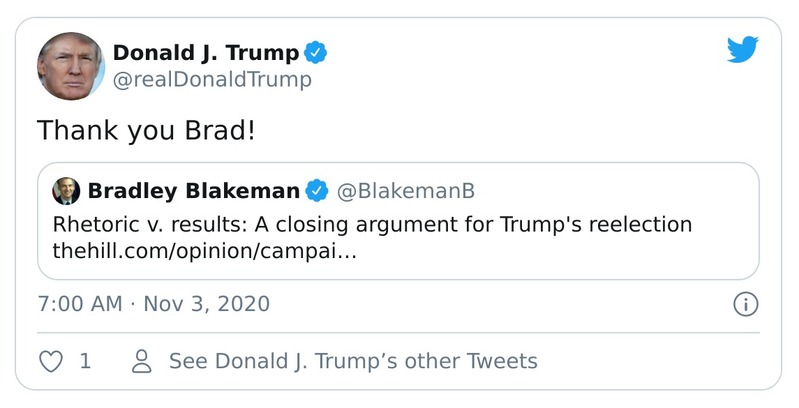 Donald J. Trump
@realDonaldTrump
Thank you Brad!
Bradley Blakeman @BlakemanB
Rhetoric v. results: A closing argument for Trump's reelection
thehill.com/opinion/campai…
7:00 AM · Nov 3, 2020
1 See Donald J. Trump’s other Tweets